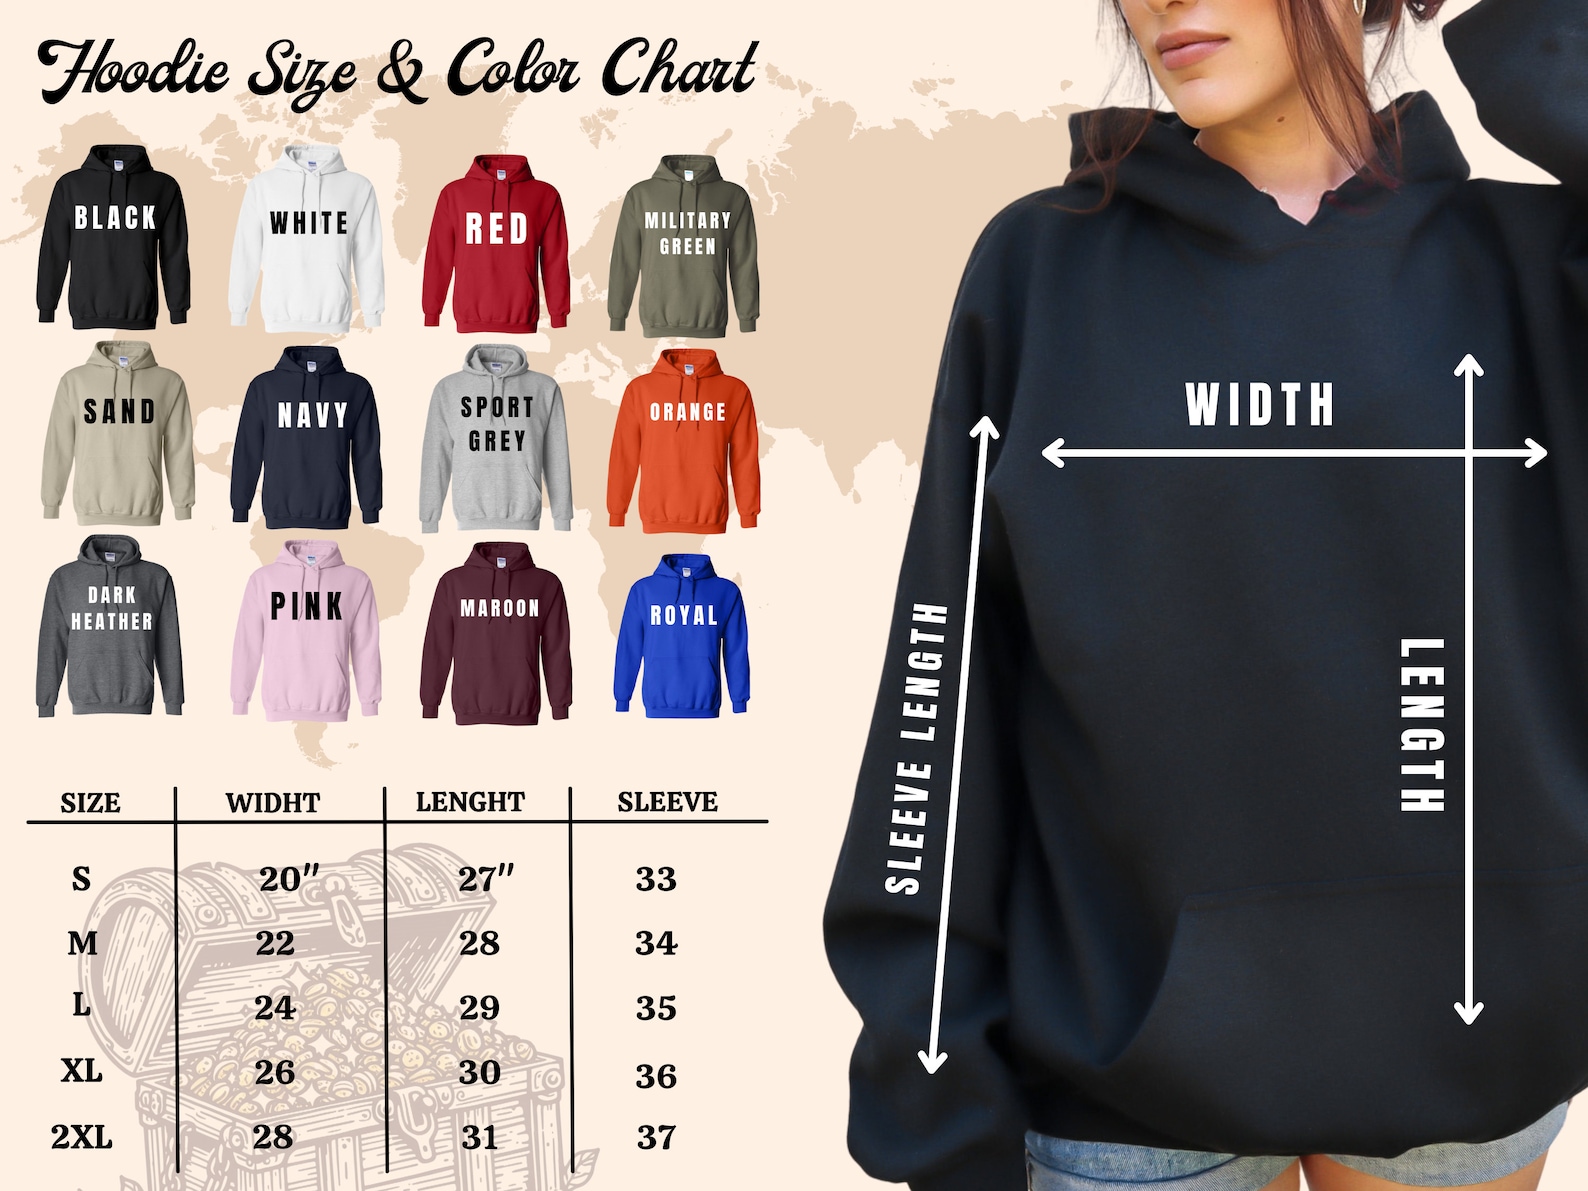 Hoodie Size & Color Chart
BLACK
WHITE
RED
MILITARY
GREEN
SAND
NAVY
SPORT
GREY
ORANGE
DARK
HEATHER
PINK
MAROON
ROYAL
SIZE WIDHT LENGHT SLEEVE
S 20" 27" 33
M 22 28 34
L 24 29 35
XL 26 30 36
2XL 28 31 37
WIDTH
SLEEVE LENGTH
LENGTH